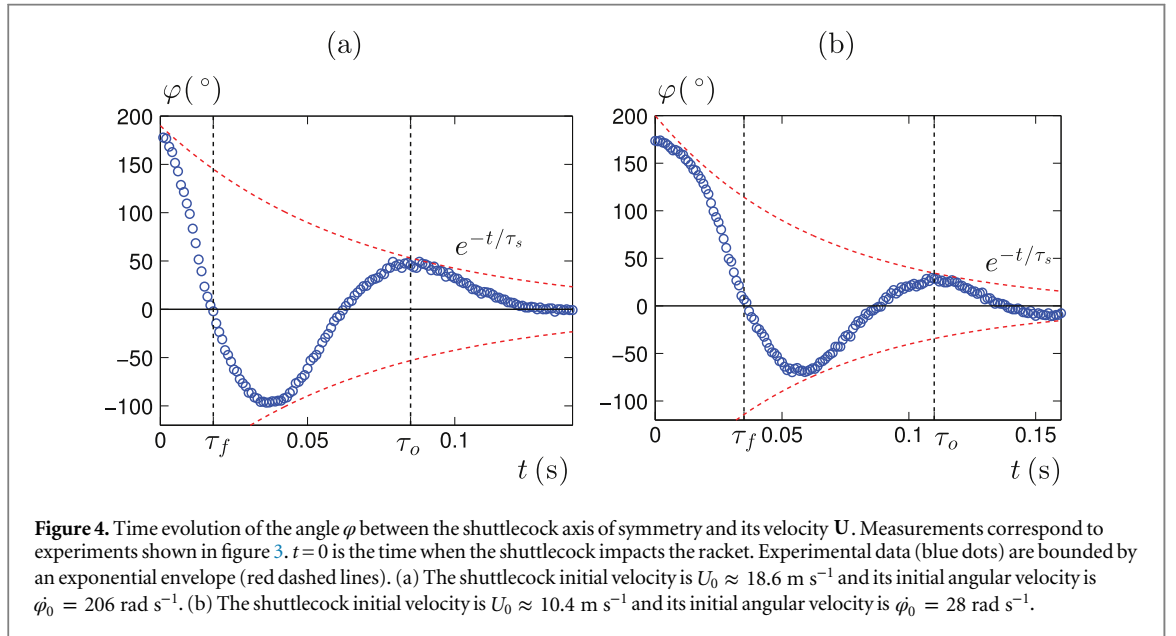 (a)
(b)
φ(°)
φ(°)
200
150
100
50
0
−50
−100
0
τ_f
0.05
τ_o
0.1
t (s)
e^{−t/τ_s}
200
150
100
50
0
−50
−100
0
τ_f
0.05
0.1
τ_o
0.15
t (s)
e^{−t/τ_s}
Figure 4. Time evolution of the angle φ between the shuttlecock axis of symmetry and its velocity U. Measurements correspond to
experiments shown in figure 3. t = 0 is the time when the shuttlecock impacts the racket. Experimental data (blue dots) are bounded by
an exponential envelope (red dashed lines). (a) The shuttlecock initial velocity is U₀ ≈ 18.6 m s⁻¹ and its initial angular velocity is
φ̇₀ = 206 rad s⁻¹. (b) The shuttlecock initial velocity is U₀ ≈ 10.4 m s⁻¹ and its initial angular velocity is φ̇₀ = 28 rad s⁻¹.